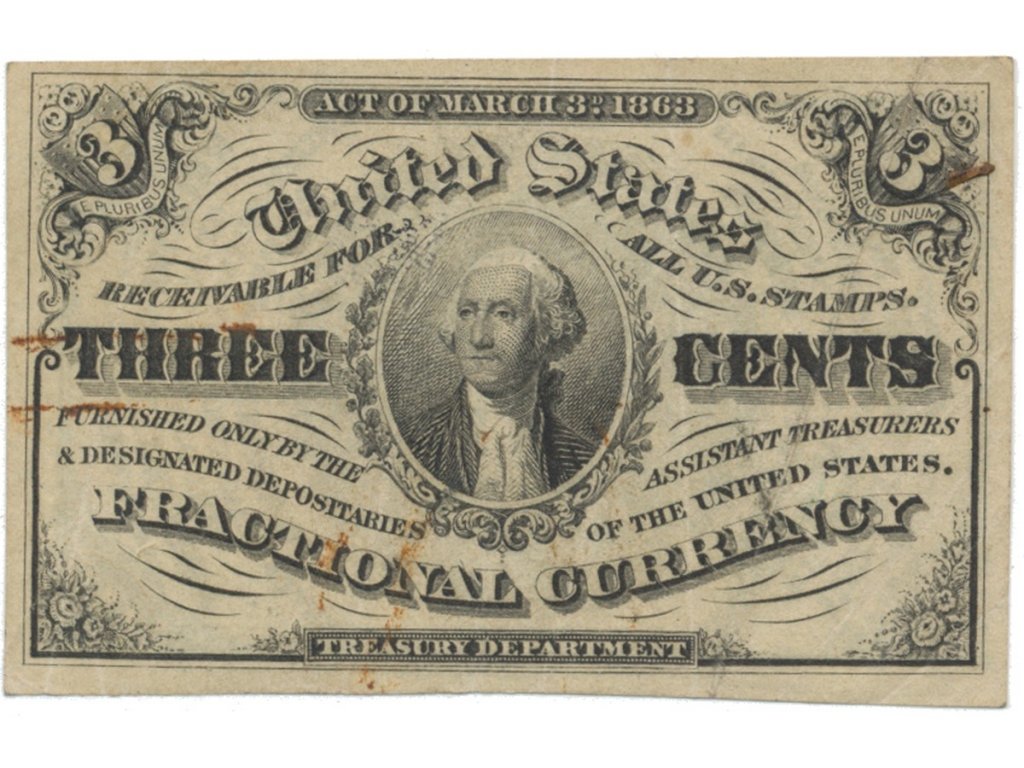 ACT OF MARCH 3D. 1863
3
3
E PLURIBUS UNUM
E PLURIBUS UNUM
United States
RECEIVABLE FOR
ALL U.S. STAMPS.
THREE
CENTS
FURNISHED ONLY BY THE
ASSISTANT TREASURERS
& DESIGNATED DEPOSITARIES
OF THE UNITED STATES.
FRACTIONAL CURRENCY
TREASURY DEPARTMENT